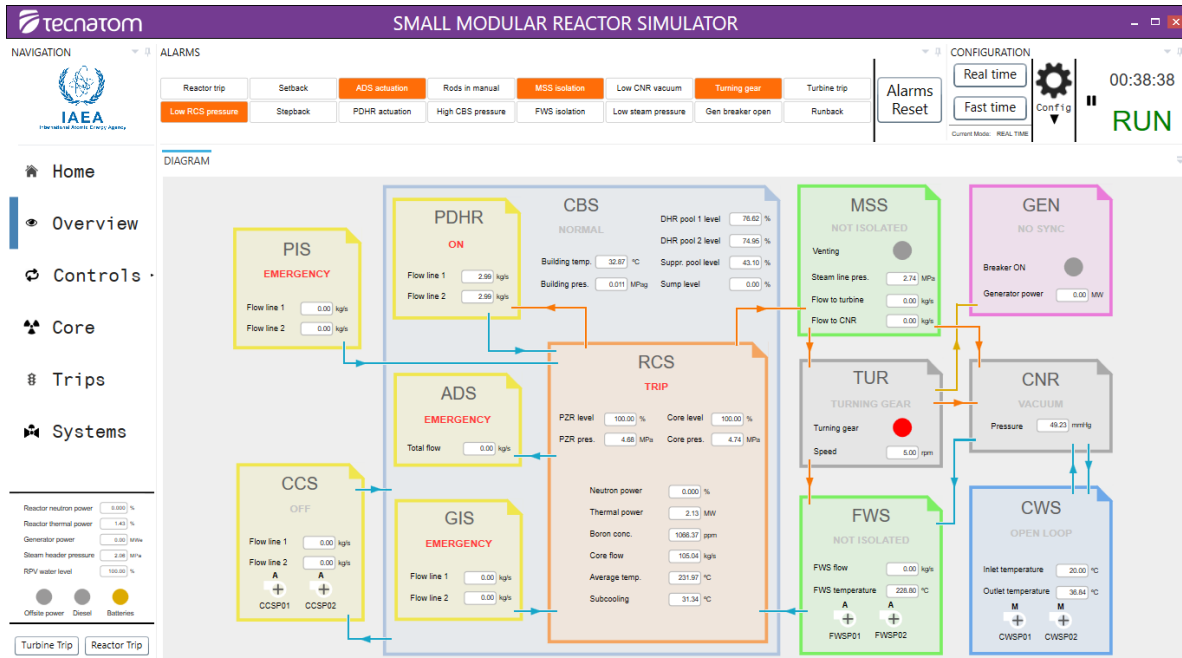 tecnatom
SMALL MODULAR REACTOR SIMULATOR
NAVIGATION
IAEA
International Atomic Energy Agency
Home
Overview
Controls
Core
Trips
Systems
Reactor neutron power 0.000 %
Reactor thermal power 1.43 %
Generator power 0.00 MWe
Steam header pressure 2.96 MPa
RPV water level 100.00 %
Offsite power Diesel Batteries
Turbine Trip Reactor Trip
ALARMS
Reactor trip Setback ADS actuation Rods in manual MSS isolation Low CNR vacuum Turning gear Turbine trip
Low RCS pressure Stepback PDHR actuation High CBS pressure FWS isolation Low steam pressure Gen breaker open Runback
Alarms Reset
CONFIGURATION
Real time
Fast time
Current Mode: REAL TIME
Config
00:38:38
RUN
DIAGRAM
PIS
EMERGENCY
Flow line 1 0.00 kg/s
Flow line 2 0.00 kg/s
PDHR
ON
Flow line 1 2.99 kg/s
Flow line 2 2.99 kg/s
CBS
NORMAL
Building temp. 32.87 ºC
Building pres. 0.011 MPag
DHR pool 1 level 76.62 %
DHR pool 2 level 74.95 %
Suppr. pool level 43.10 %
Sump level 0.00 %
MSS
NOT ISOLATED
Venting
Steam line pres. 2.74 MPa
Flow to turbine 0.00 kg/s
Flow to CNR 0.00 kg/s
GEN
NO SYNC
Breaker ON
Generator power 0.00 MW
ADS
EMERGENCY
Total flow 0.00 kg/s
RCS
TRIP
PZR level 100.00 % Core level 100.00 %
PZR pres. 4.68 MPa Core pres. 4.74 MPa
Neutron power 0.000 %
Thermal power 2.13 MW
Boron conc. 1066.37 ppm
Core flow 105.04 kg/s
Average temp. 231.97 ºC
Subcooling 31.34 ºC
TUR
TURNING GEAR
Turning gear
Speed 5.00 rpm
CNR
VACUUM
Pressure 49.23 mmHg
CCS
OFF
Flow line 1 0.00 kg/s
Flow line 2 0.00 kg/s
A A
CCSP01 CCSP02
GIS
EMERGENCY
Flow line 1 0.00 kg/s
Flow line 2 0.00 kg/s
FWS
NOT ISOLATED
FWS flow 0.00 kg/s
FWS temperature 228.80 ºC
A A
FWSP01 FWSP02
CWS
OPEN LOOP
Inlet temperature 20.00 ºC
Outlet temperature 36.84 ºC
M M
CWSP01 CWSP02